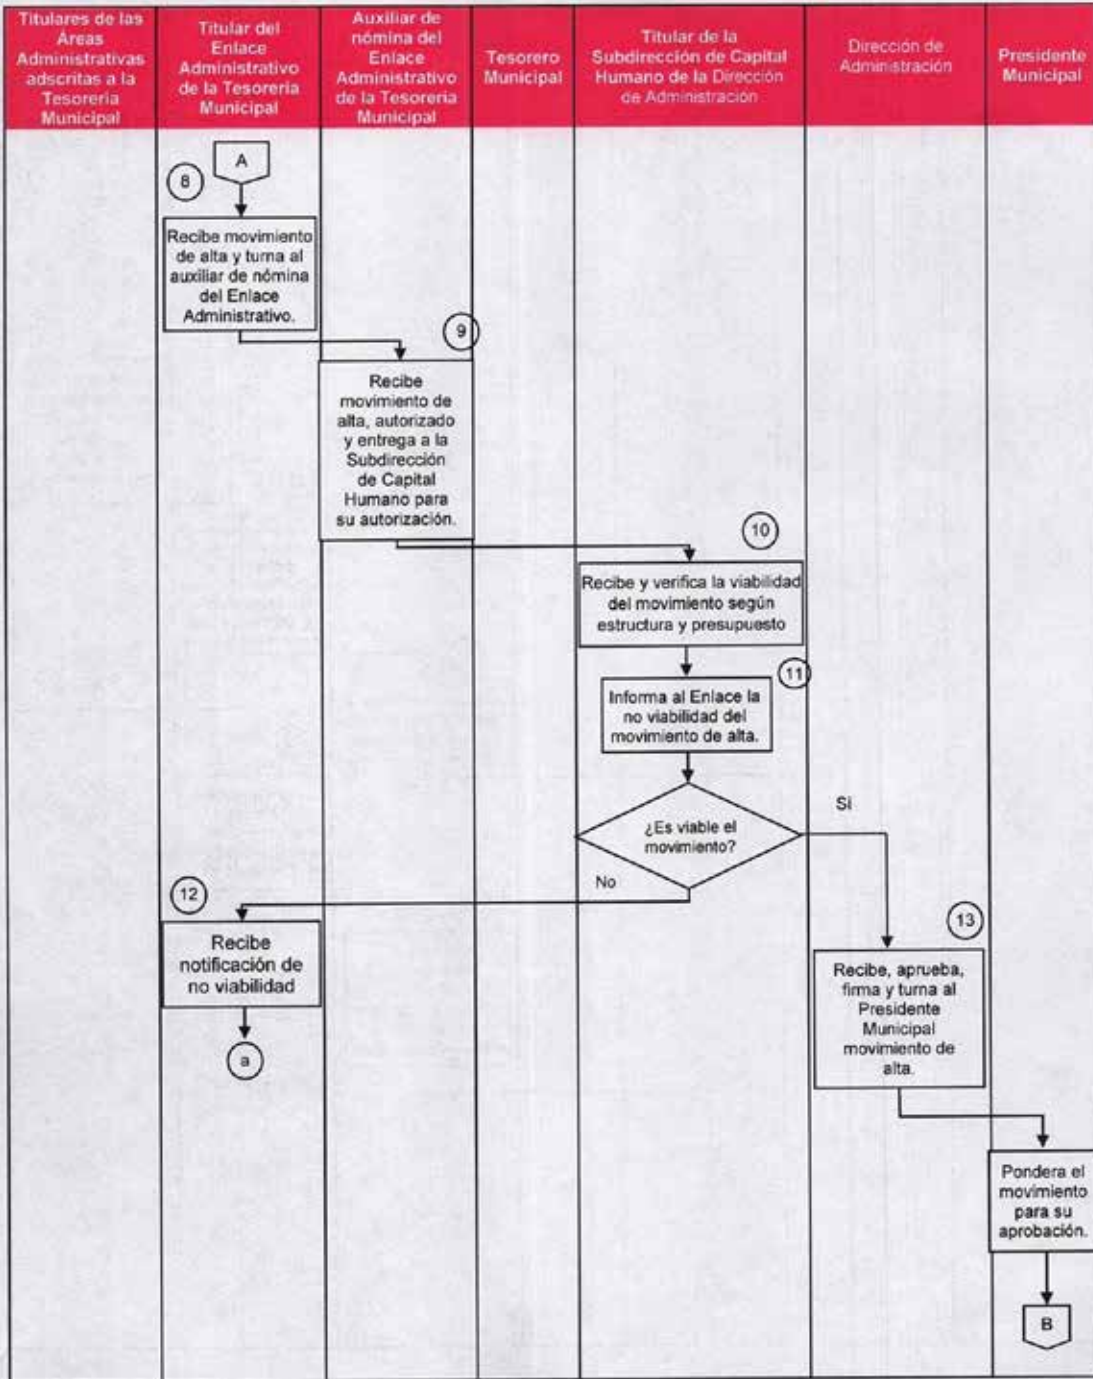 Titulares de las
Áreas
Administrativas
adscritas a la
Tesorería
Municipal
Titular del
Enlace
Administrativo
de la Tesorería
Municipal
Auxiliar de
nómina del
Enlace
Administrativo
de la Tesorería
Municipal
Tesorero
Municipal
Titular de la
Subdirección de Capital
Humano de la Dirección
de Administración
Dirección de
Administración
Presidente
Municipal
A
8
Recibe movimiento
de alta y turna al
auxiliar de nómina
del Enlace
Administrativo.
9
Recibe
movimiento de
alta, autorizado
y entrega a la
Subdirección
de Capital
Humano para
su autorización.
10
Recibe y verifica la viabilidad
del movimiento según
estructura y presupuesto
11
Informa al Enlace la
no viabilidad del
movimiento de alta.
¿Es viable el
movimiento?
Si
No
12
Recibe
notificación de
no viabilidad
a
13
Recibe, aprueba,
firma y turna al
Presidente
Municipal
movimiento de
alta.
Pondera el
movimiento
para su
aprobación.
B